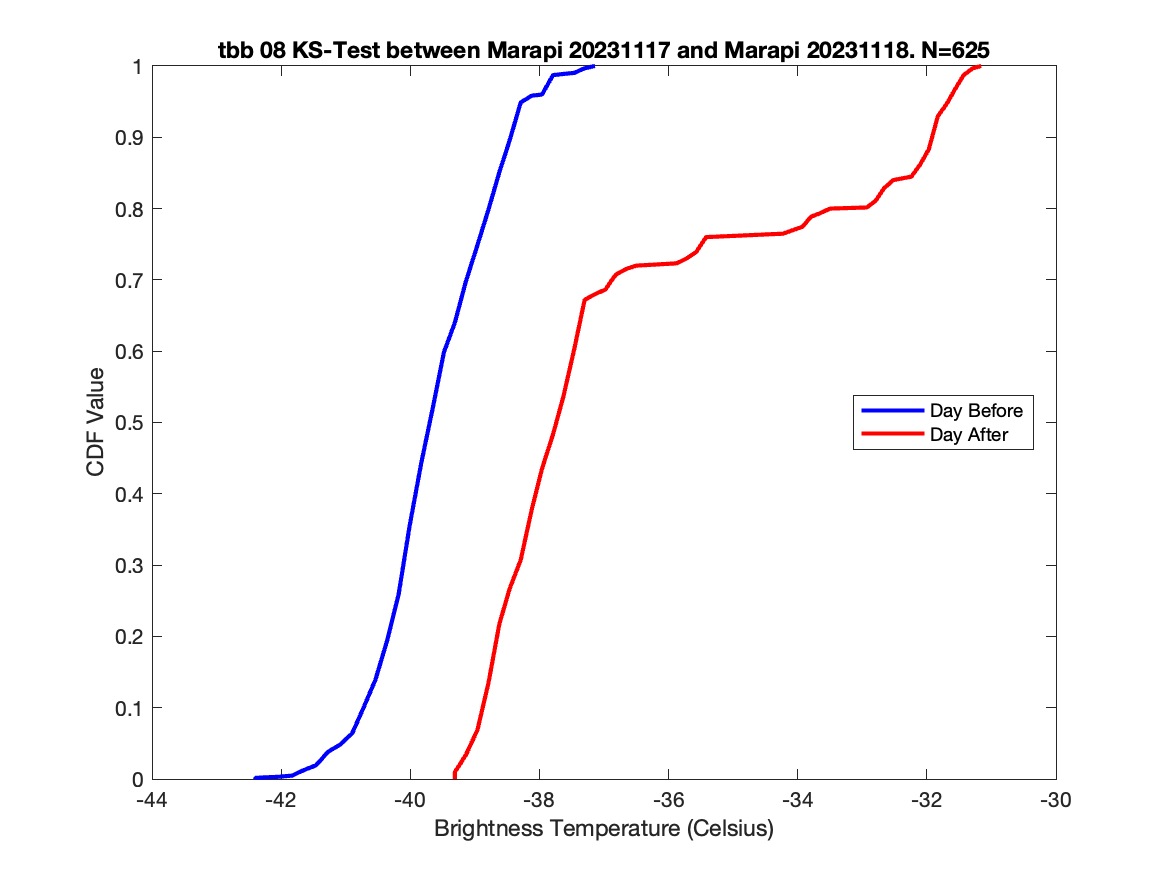 tbb 08 KS-Test between Marapi 20231117 and Marapi 20231118. N=625
1
0.9
0.8
0.7
0.6
0.5
0.4
0.3
0.2
0.1
0
CDF Value
Day Before
Day After
-44 -42 -40 -38 -36 -34 -32 -30
Brightness Temperature (Celsius)